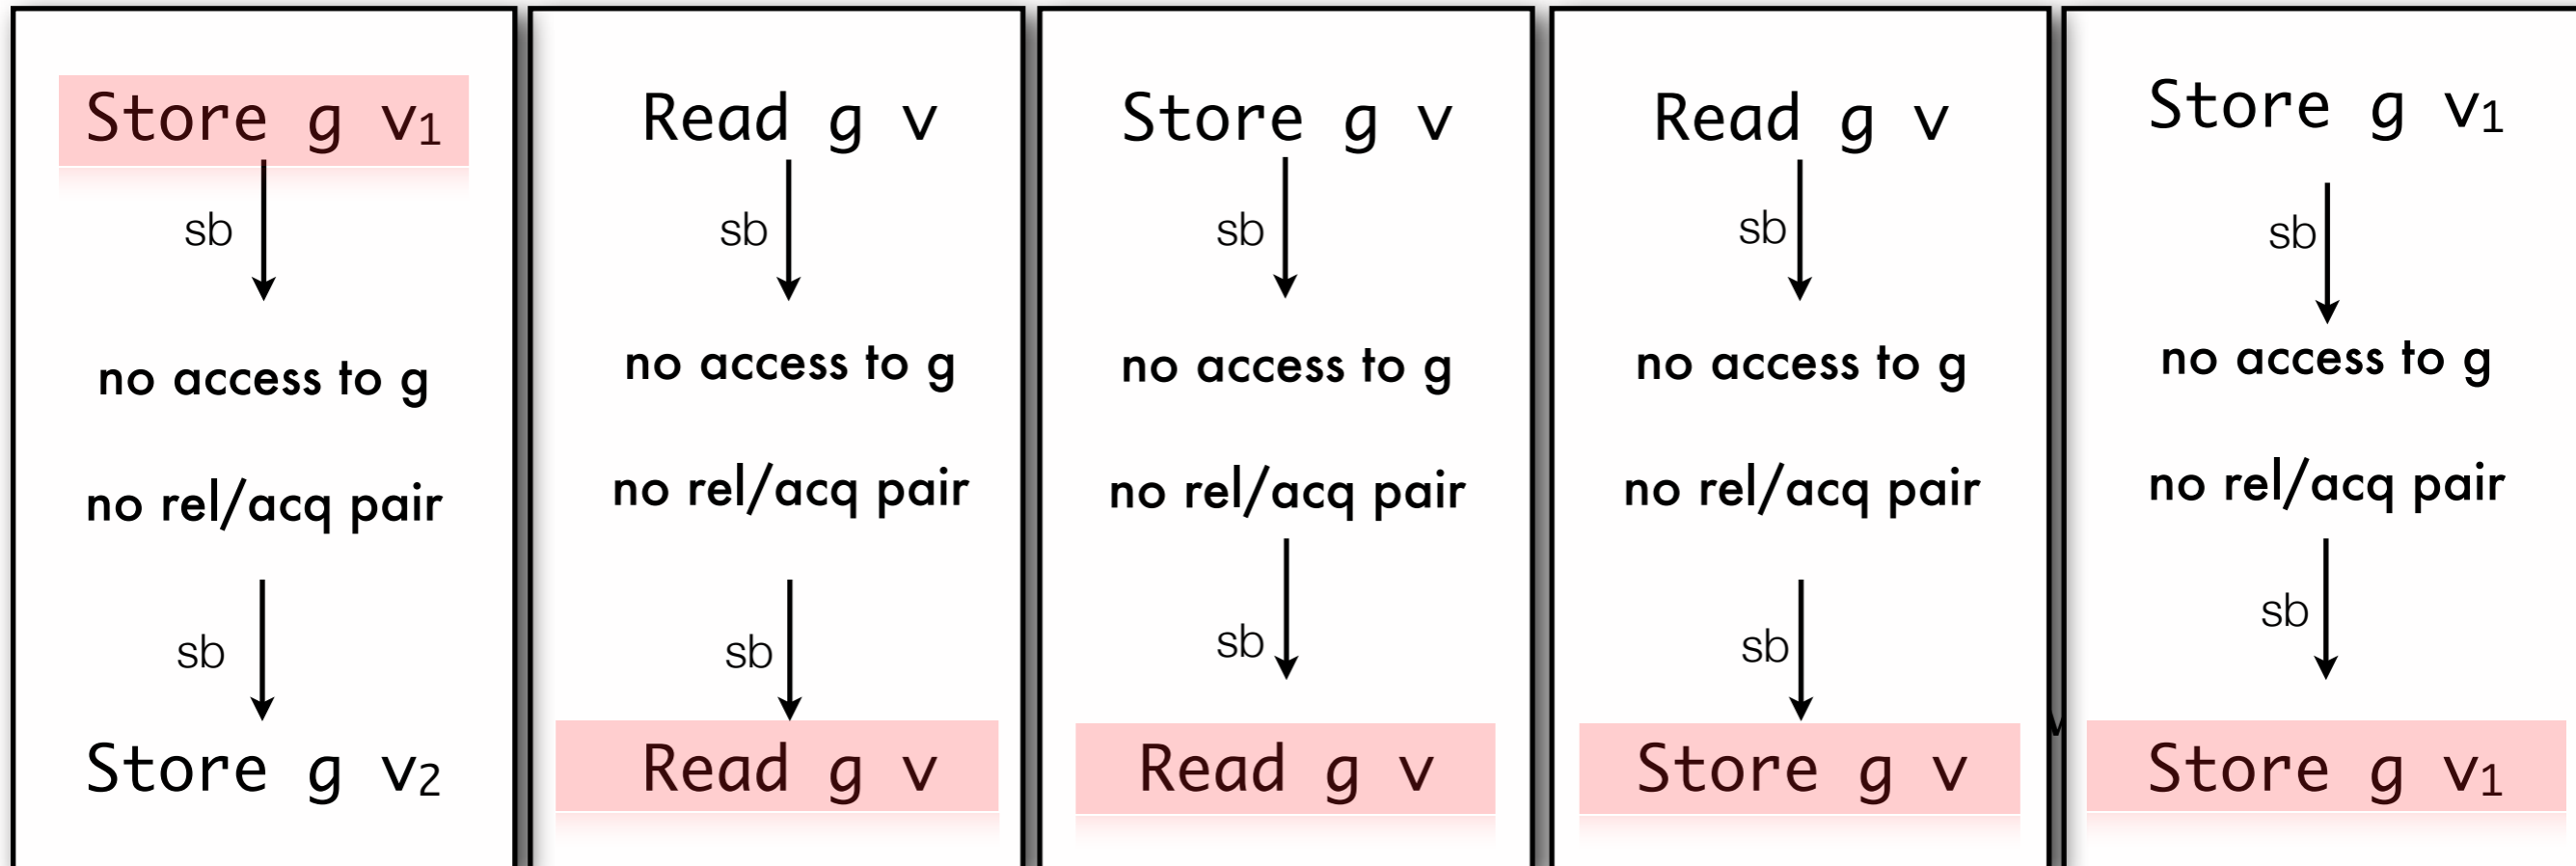 Store g v₁
sb
no access to g
no rel/acq pair
sb
Store g v₂
Read g v
sb
no access to g
no rel/acq pair
sb
Read g v
Store g v
sb
no access to g
no rel/acq pair
sb
Read g v
Read g v
sb
no access to g
no rel/acq pair
sb
Store g v
Store g v₁
sb
no access to g
no rel/acq pair
sb
Store g v₁